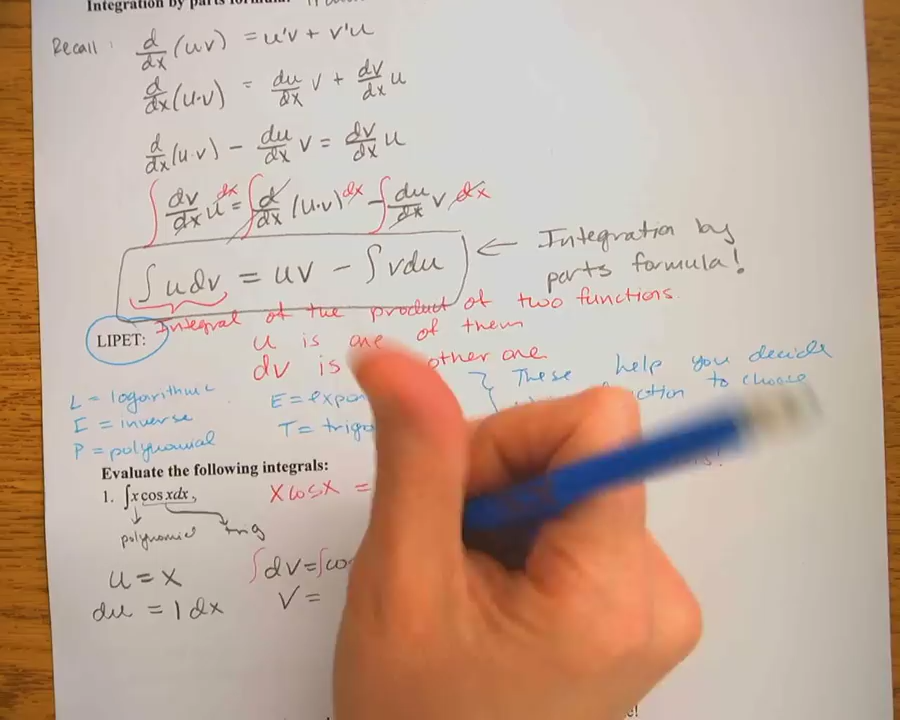 Integration by parts formula:
Recall: d/dx (uv) = u'v + v'u
d/dx (u·v) = du/dx v + dv/dx u
d/dx (u·v) - du/dx v = dv/dx u
∫ dv/dx u dx = ∫ d/dx (u·v) dx - ∫ du/dx v dx
∫ u dv = uv - ∫ v du ← Integration by
parts formula!
Integral of the product of two functions.
u is one of them
LIPET:
dv is other one
These help you decide
L = logarithmic E = expo
to choose
I = inverse T = trigo
P = polynomial
Evaluate the following integrals:
1. ∫ x cos x dx, x cos x =
polynomial trig
u = x ∫ dv = ∫ co
du = 1 dx V =